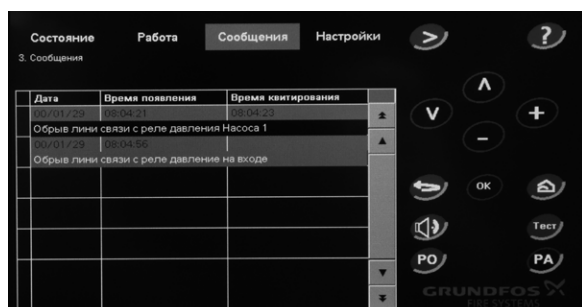 Состояние Работа Сообщения Настройки > ?
3. Сообщения
Дата Время появления Время квитирования
00/01/29 08:04:21 08:04:23
Обрыв лини связи с реле давления Насоса 1
00/01/29 08:04:56
Обрыв лини связи с реле давление на входе
OK
Тест
PO PA
GRUNDFOS
FIRE SYSTEMS